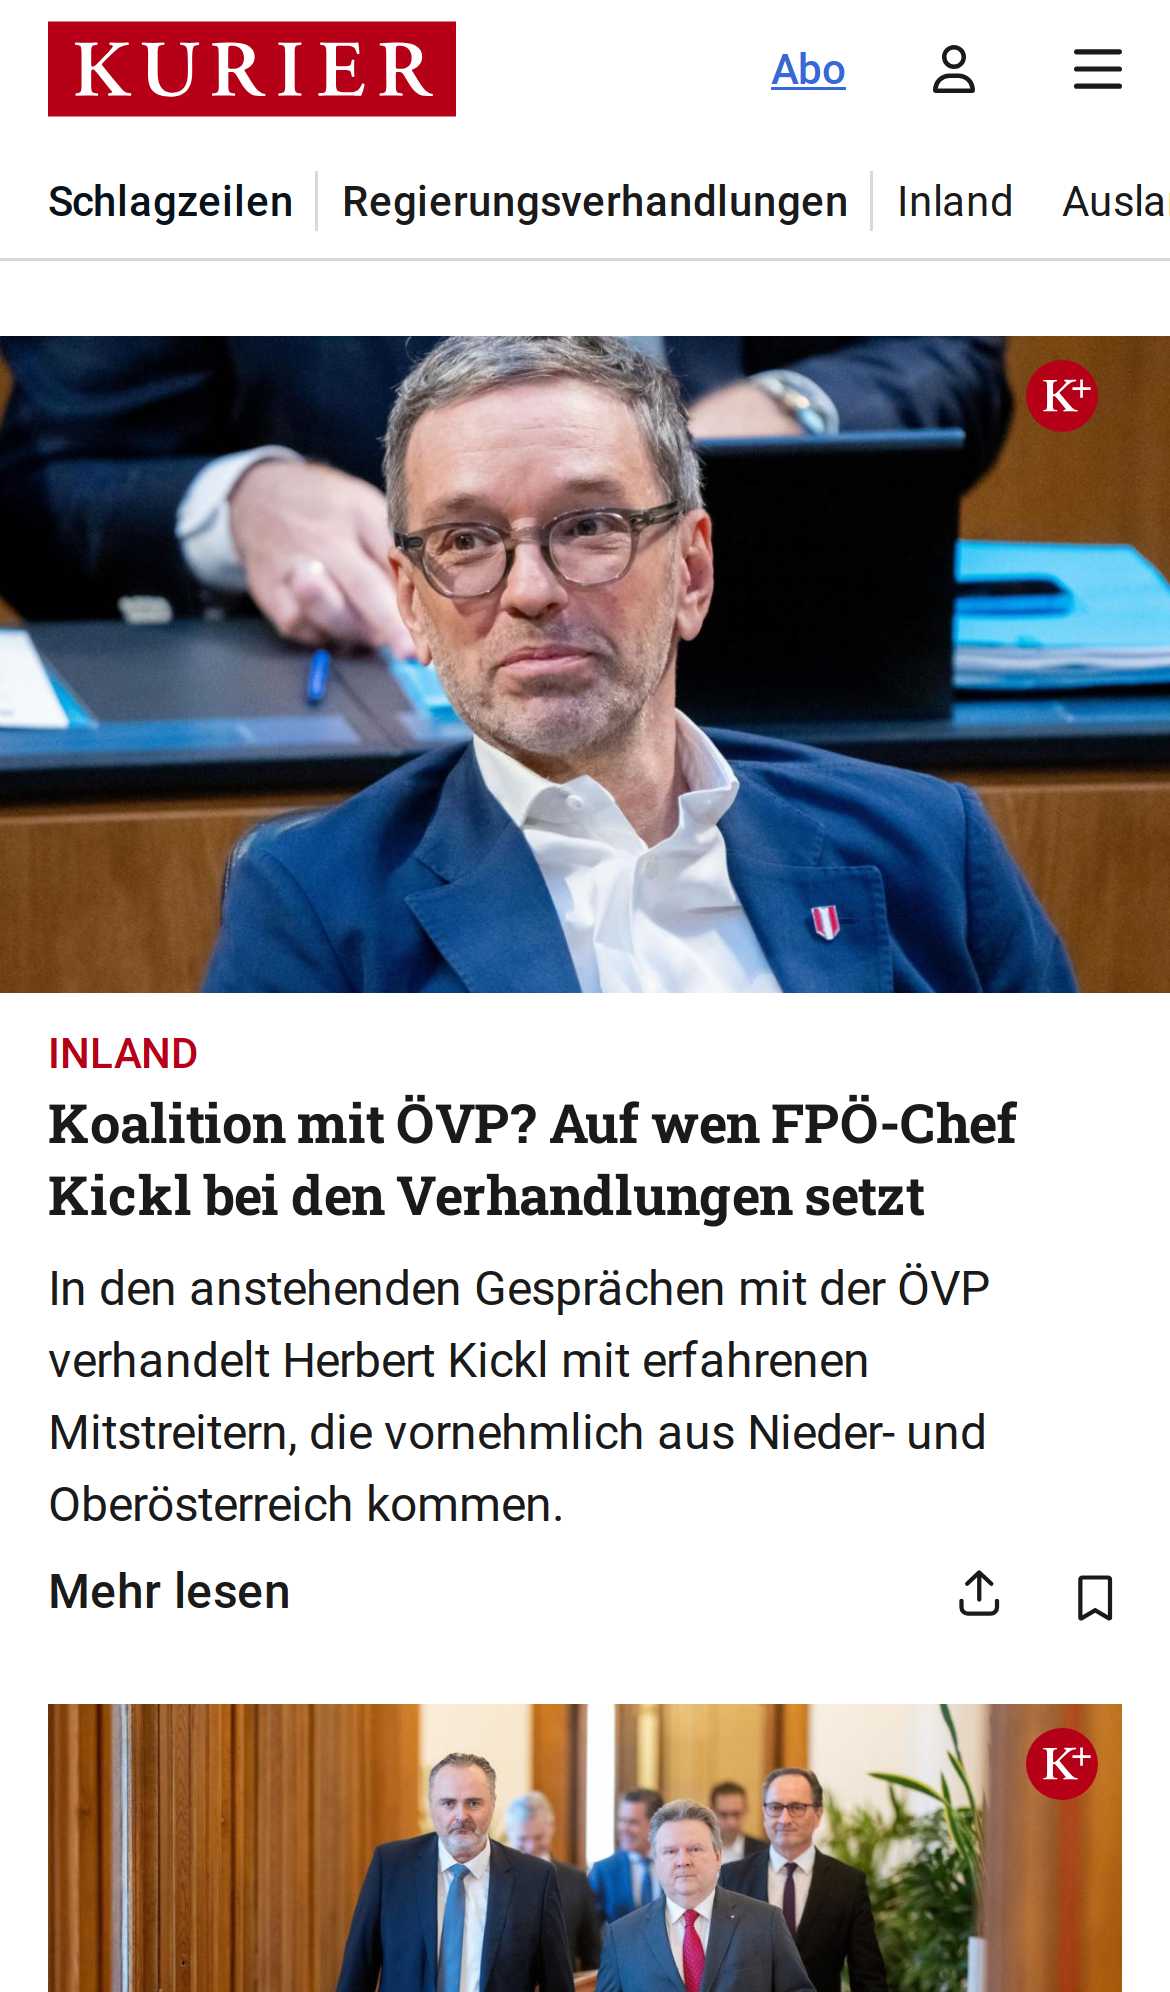 KURIER
Abo
Schlagzeilen Regierungsverhandlungen Inland Ausla
K+
INLAND
Koalition mit ÖVP? Auf wen FPÖ-Chef
Kickl bei den Verhandlungen setzt
In den anstehenden Gesprächen mit der ÖVP
verhandelt Herbert Kickl mit erfahrenen
Mitstreitern, die vornehmlich aus Nieder- und
Oberösterreich kommen.
Mehr lesen
K+